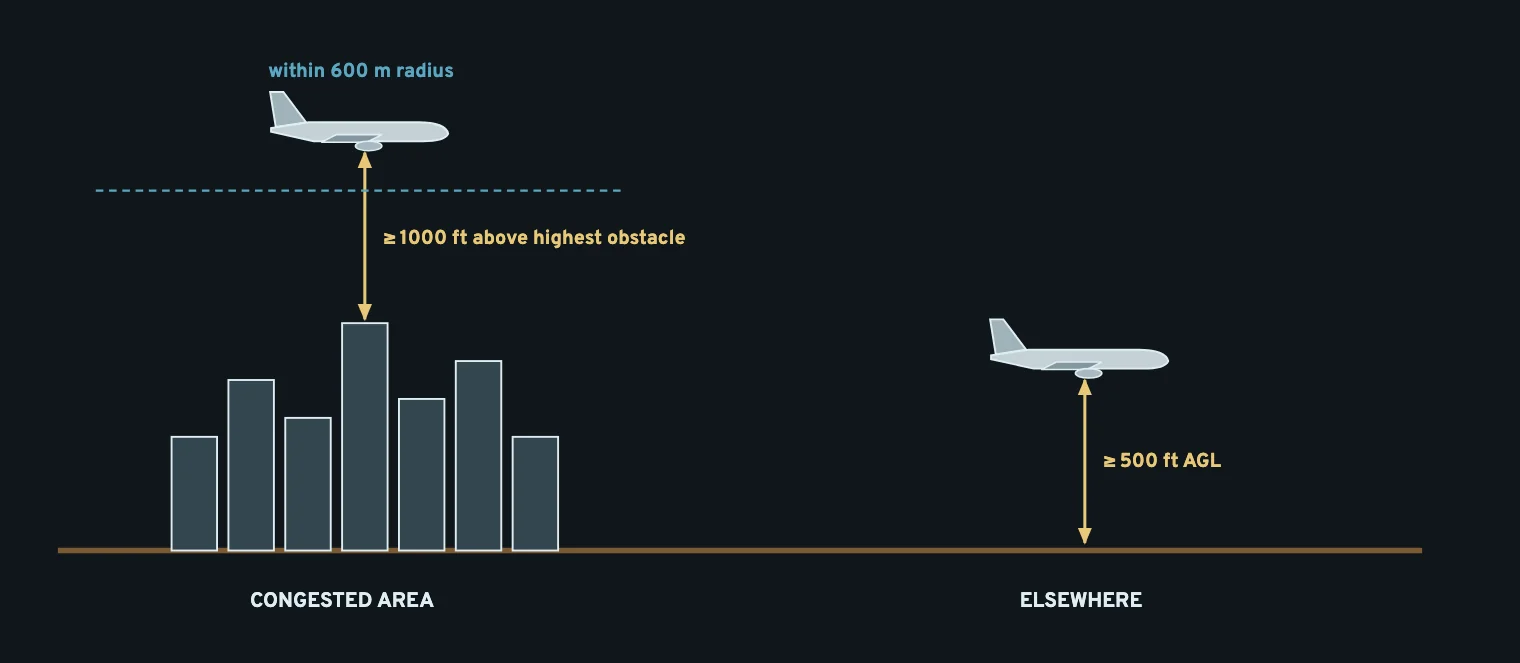 within 600 m radius
≥ 1000 ft above highest obstacle
≥ 500 ft AGL
CONGESTED AREA
ELSEWHERE